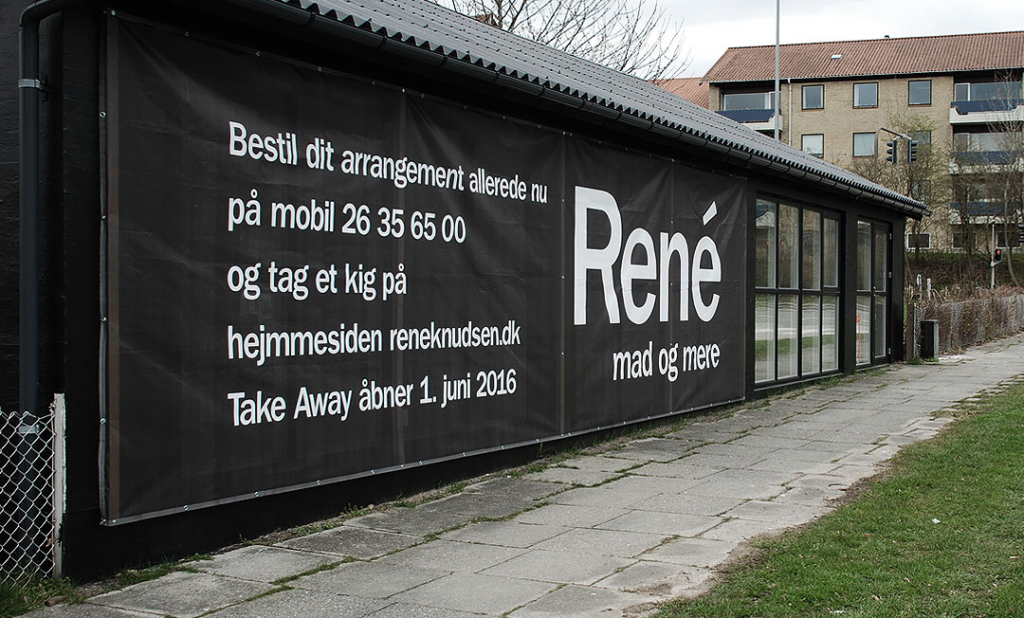 Bestil dit arrangement allerede nu
på mobil 26 35 65 00
og tag et kig på
hejmmesiden reneknudsen.dk
Take Away åbner 1. juni 2016
René
mad og mere